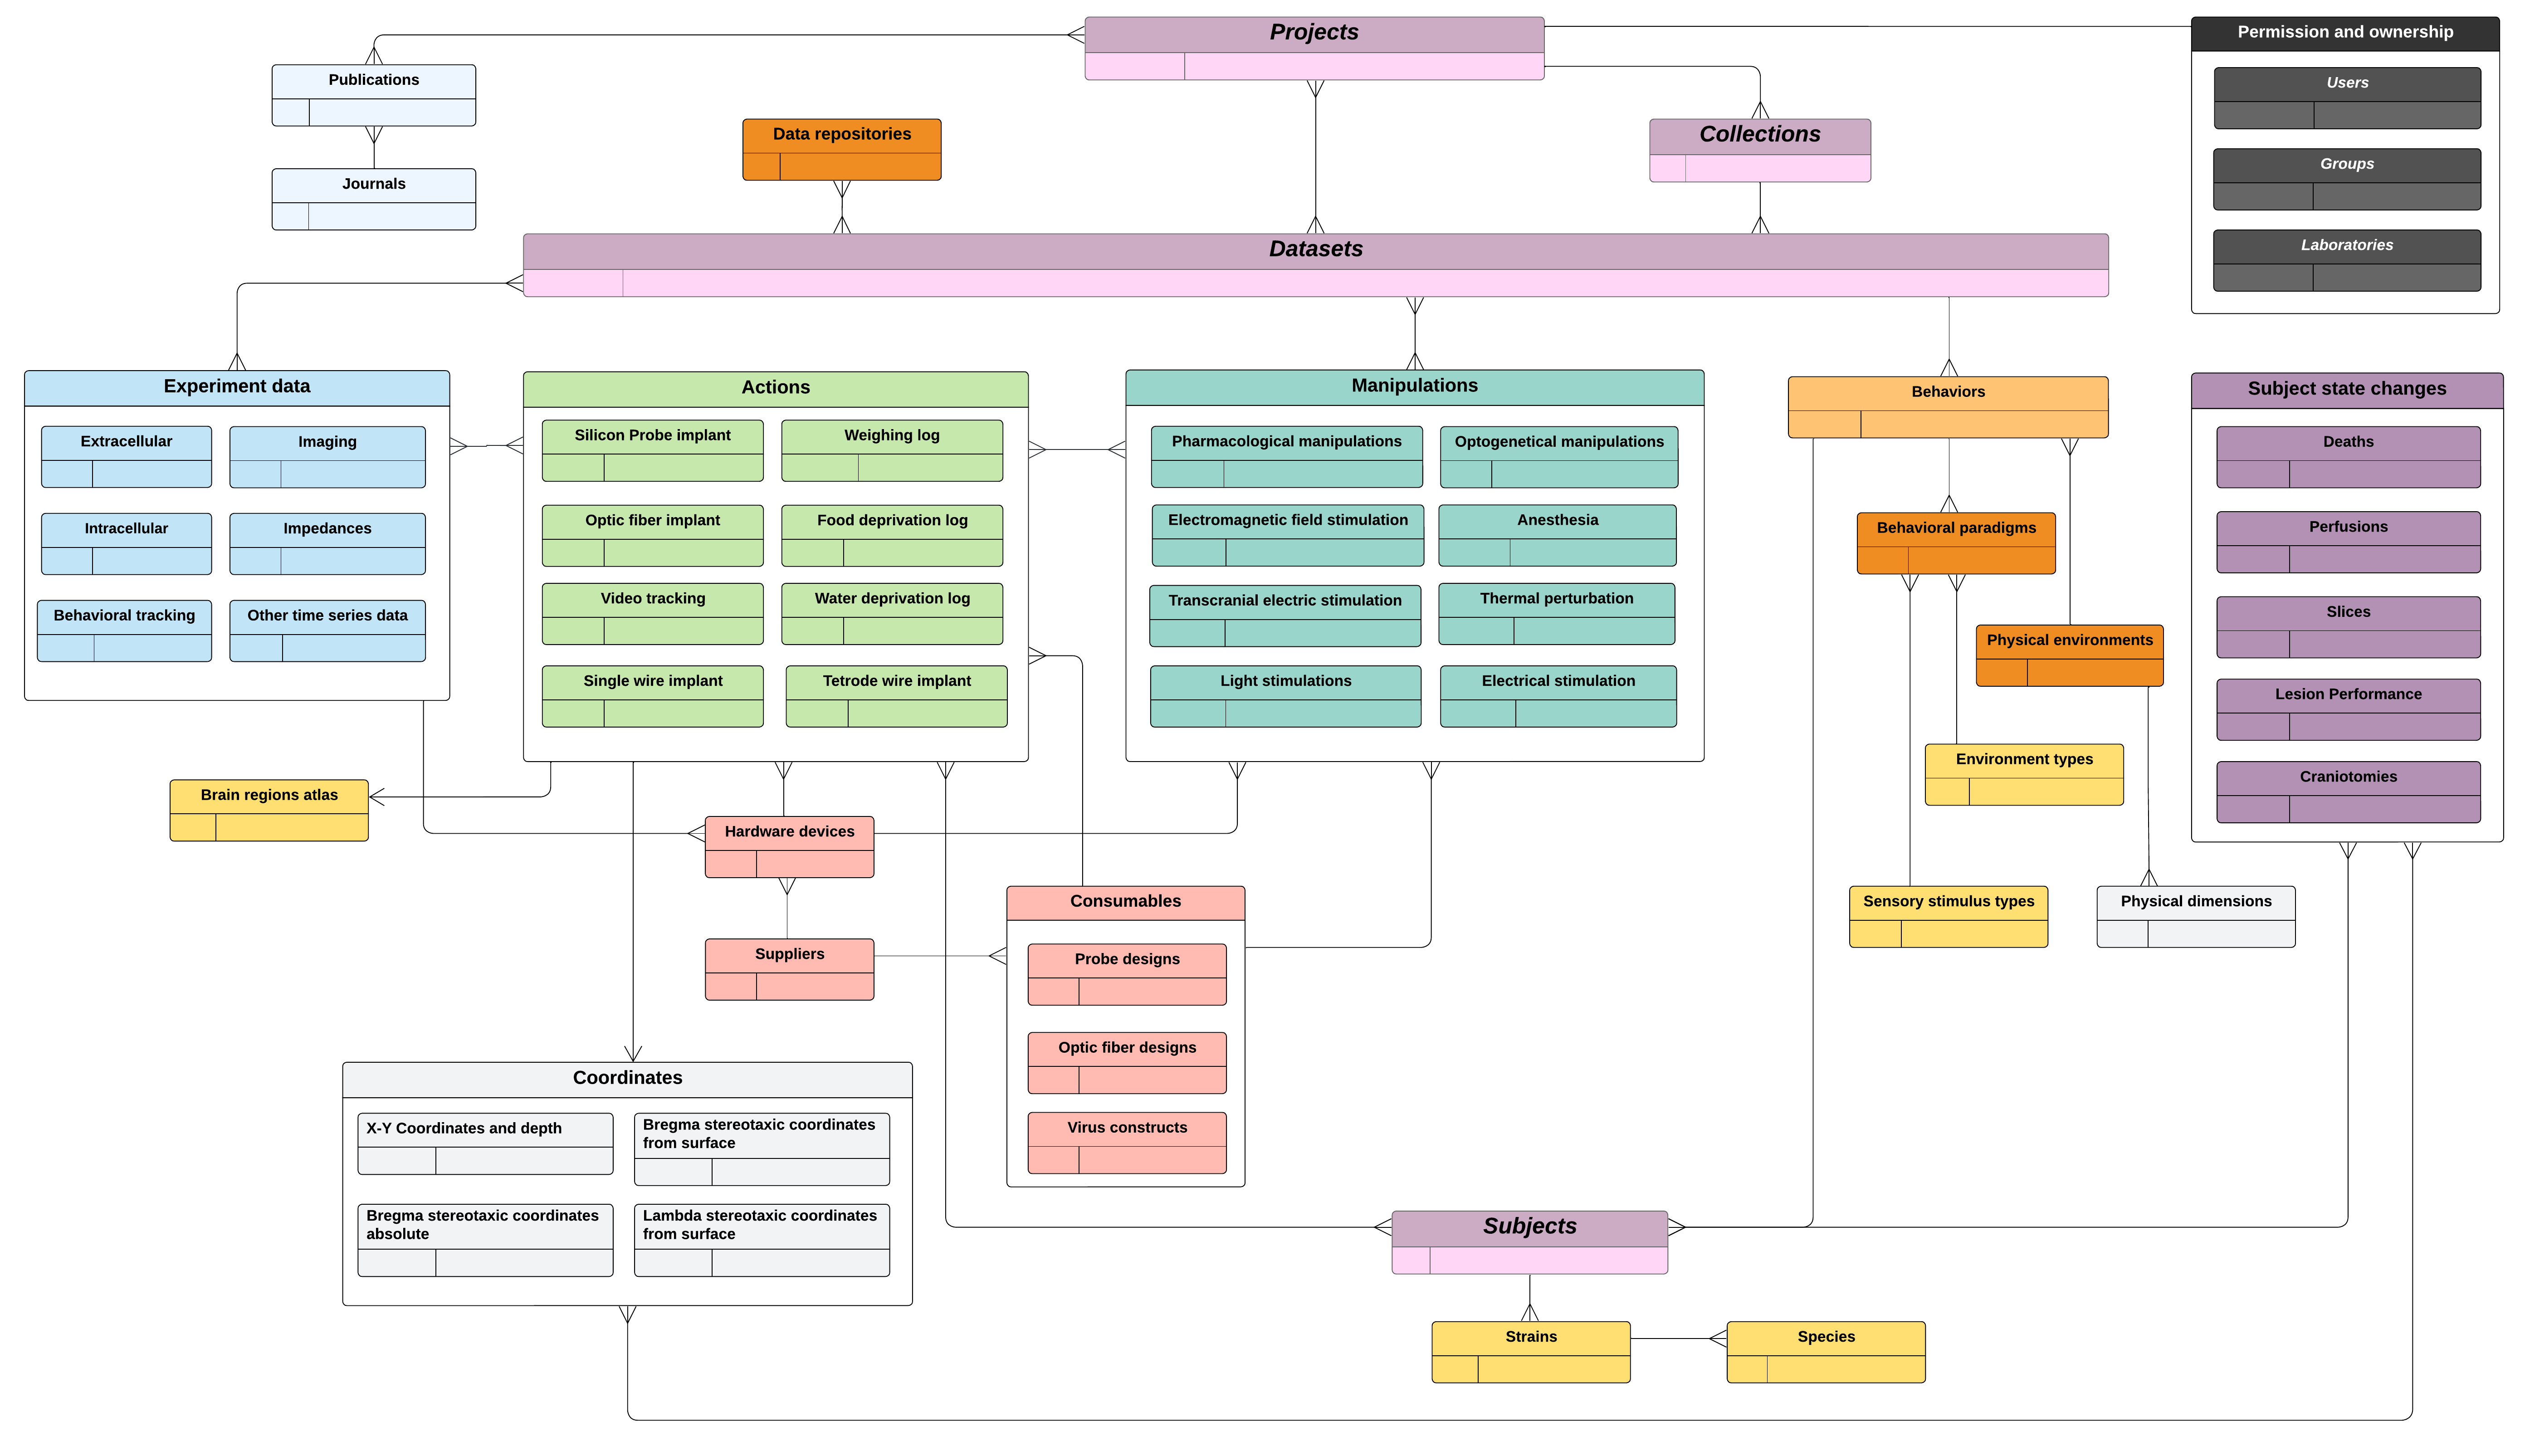 Projects
Permission and ownership
Users
Groups
Laboratories
Publications
Journals
Data repositories
Collections
Datasets
Experiment data
Extracellular
Imaging
Intracellular
Impedances
Behavioral tracking
Other time series data
Actions
Silicon Probe implant
Weighing log
Optic fiber implant
Food deprivation log
Video tracking
Water deprivation log
Single wire implant
Tetrode wire implant
Manipulations
Pharmacological manipulations
Optogenetical manipulations
Electromagnetic field stimulation
Anesthesia
Transcranial electric stimulation
Thermal perturbation
Light stimulations
Electrical stimulation
Behaviors
Behavioral paradigms
Physical environments
Environment types
Sensory stimulus types
Physical dimensions
Subject state changes
Deaths
Perfusions
Slices
Lesion Performance
Craniotomies
Brain regions atlas
Hardware devices
Suppliers
Consumables
Probe designs
Optic fiber designs
Virus constructs
Coordinates
X-Y Coordinates and depth
Bregma stereotaxic coordinates
from surface
Bregma stereotaxic coordinates
absolute
Lambda stereotaxic coordinates
from surface
Subjects
Strains
Species